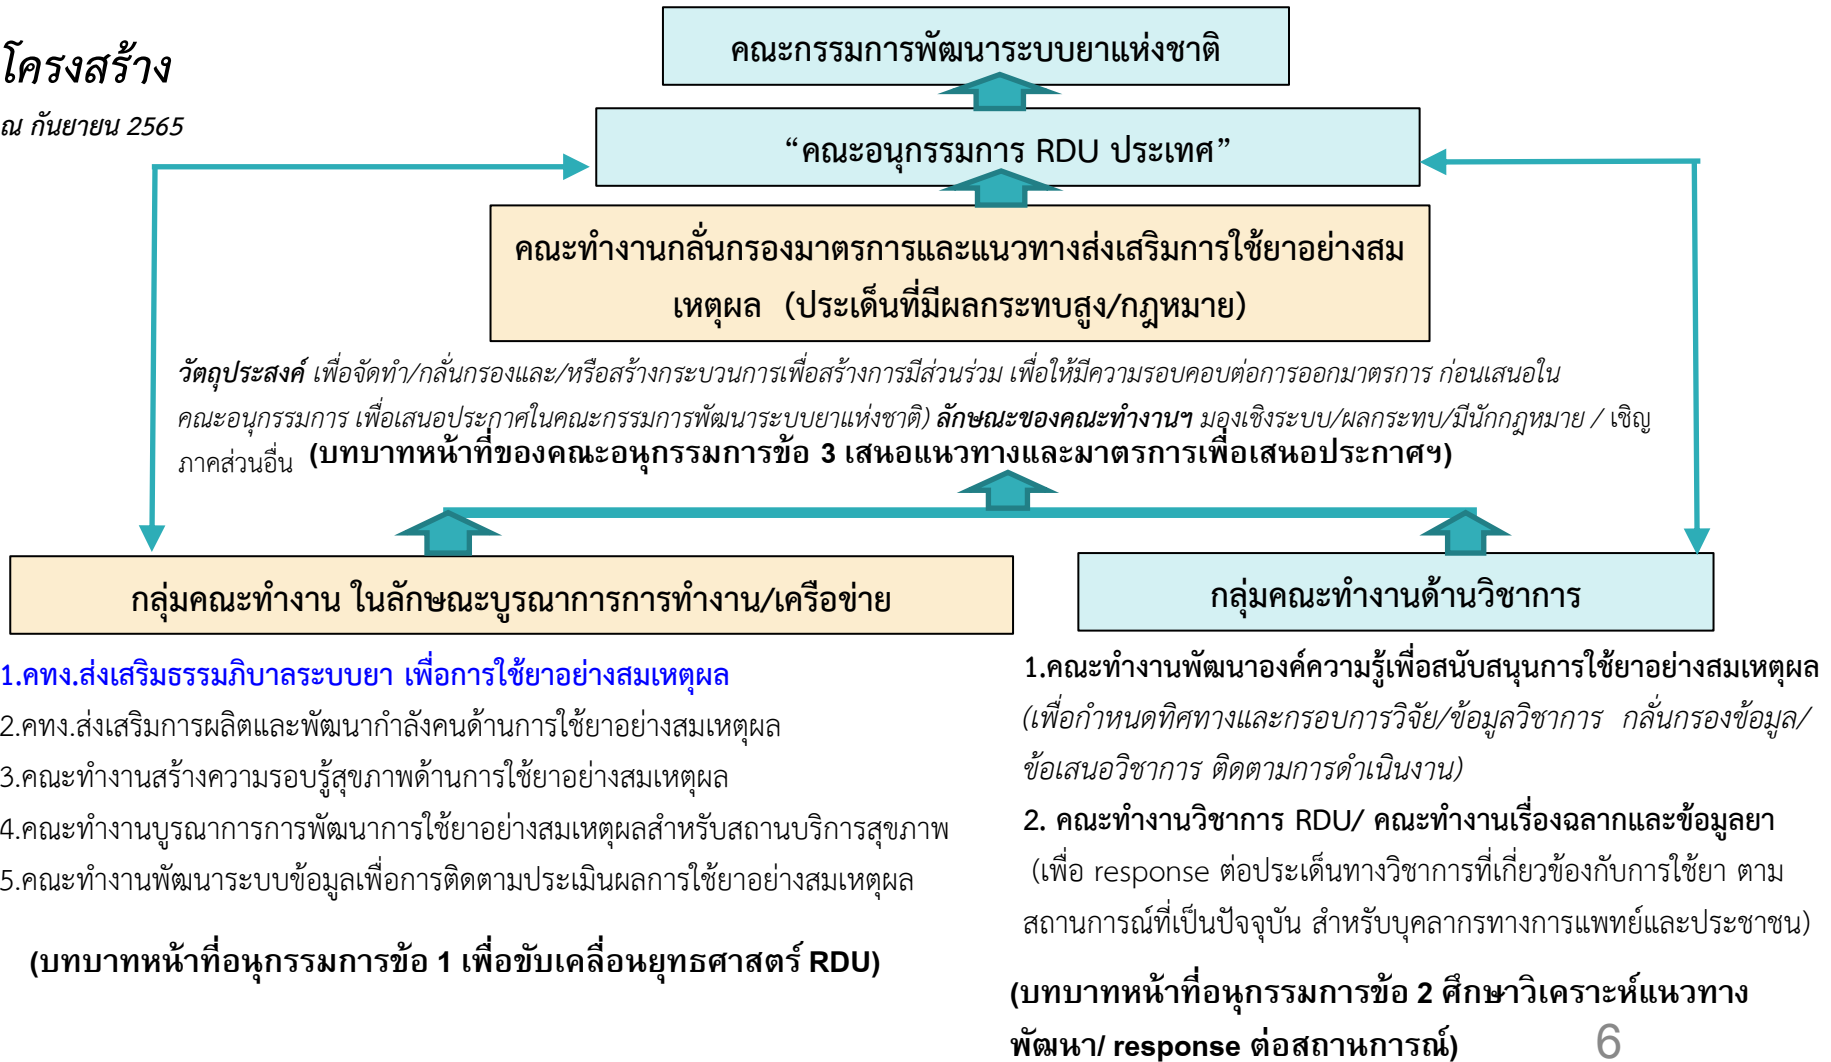 โครงสร้าง
ณ กันยายน 2565
คณะกรรมการพัฒนาระบบยาแห่งชาติ
“คณะอนุกรรมการ RDU ประเทศ”
คณะทำงานกลั่นกรองมาตรการและแนวทางส่งเสริมการใช้ยาอย่างสม
เหตุผล (ประเด็นที่มีผลกระทบสูง/กฎหมาย)
วัตถุประสงค์ เพื่อจัดทำ/กลั่นกรองและ/หรือสร้างกระบวนการเพื่อสร้างการมีส่วนร่วม เพื่อให้มีความรอบคอบต่อการออกมาตรการ ก่อนเสนอใน
คณะอนุกรรมการ เพื่อเสนอประกาศในคณะกรรมการพัฒนาระบบยาแห่งชาติ) ลักษณะของคณะทำงานฯ มองเชิงระบบ/ผลกระทบ/มีนักกฎหมาย / เชิญ
ภาคส่วนอื่น (บทบาทหน้าที่ของคณะอนุกรรมการข้อ 3 เสนอแนวทางและมาตรการเพื่อเสนอประกาศฯ)
กลุ่มคณะทำงาน ในลักษณะบูรณาการการทำงาน/เครือข่าย
1.คทง.ส่งเสริมธรรมภิบาลระบบยา เพื่อการใช้ยาอย่างสมเหตุผล
2.คทง.ส่งเสริมการผลิตและพัฒนากำลังคนด้านการใช้ยาอย่างสมเหตุผล
3.คณะทำงานสร้างความรอบรู้สุขภาพด้านการใช้ยาอย่างสมเหตุผล
4.คณะทำงานบูรณาการการพัฒนาการใช้ยาอย่างสมเหตุผลสำหรับสถานบริการสุขภาพ
5.คณะทำงานพัฒนาระบบข้อมูลเพื่อการติดตามประเมินผลการใช้ยาอย่างสมเหตุผล
(บทบาทหน้าที่อนุกรรมการข้อ 1 เพื่อขับเคลื่อนยุทธศาสตร์ RDU)
กลุ่มคณะทำงานด้านวิชาการ
1.คณะทำงานพัฒนาองค์ความรู้เพื่อสนับสนุนการใช้ยาอย่างสมเหตุผล
(เพื่อกำหนดทิศทางและกรอบการวิจัย/ข้อมูลวิชาการ กลั่นกรองข้อมูล/
ข้อเสนอวิชาการ ติดตามการดำเนินงาน)
2. คณะทำงานวิชาการ RDU/ คณะทำงานเรื่องฉลากและข้อมูลยา
(เพื่อ response ต่อประเด็นทางวิชาการที่เกี่ยวข้องกับการใช้ยา ตาม
สถานการณ์ที่เป็นปัจจุบัน สำหรับบุคลากรทางการแพทย์และประชาชน)
(บทบาทหน้าที่อนุกรรมการข้อ 2 ศึกษาวิเคราะห์แนวทาง
พัฒนา/ response ต่อสถานการณ์)
6